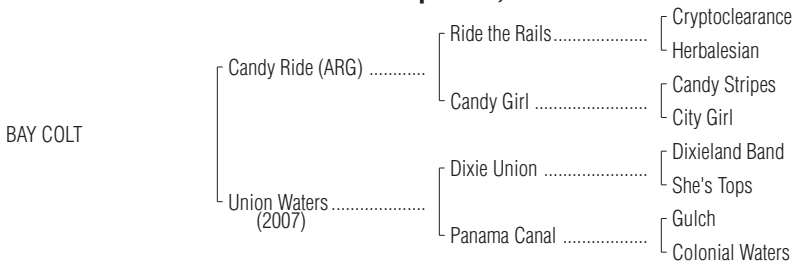 Cryptoclearance
Ride the Rails
Herbalesian
Candy Ride (ARG)
Candy Stripes
Candy Girl
City Girl
BAY COLT
Dixieland Band
Dixie Union
She's Tops
Union Waters
(2007)
Gulch
Panama Canal
Colonial Waters